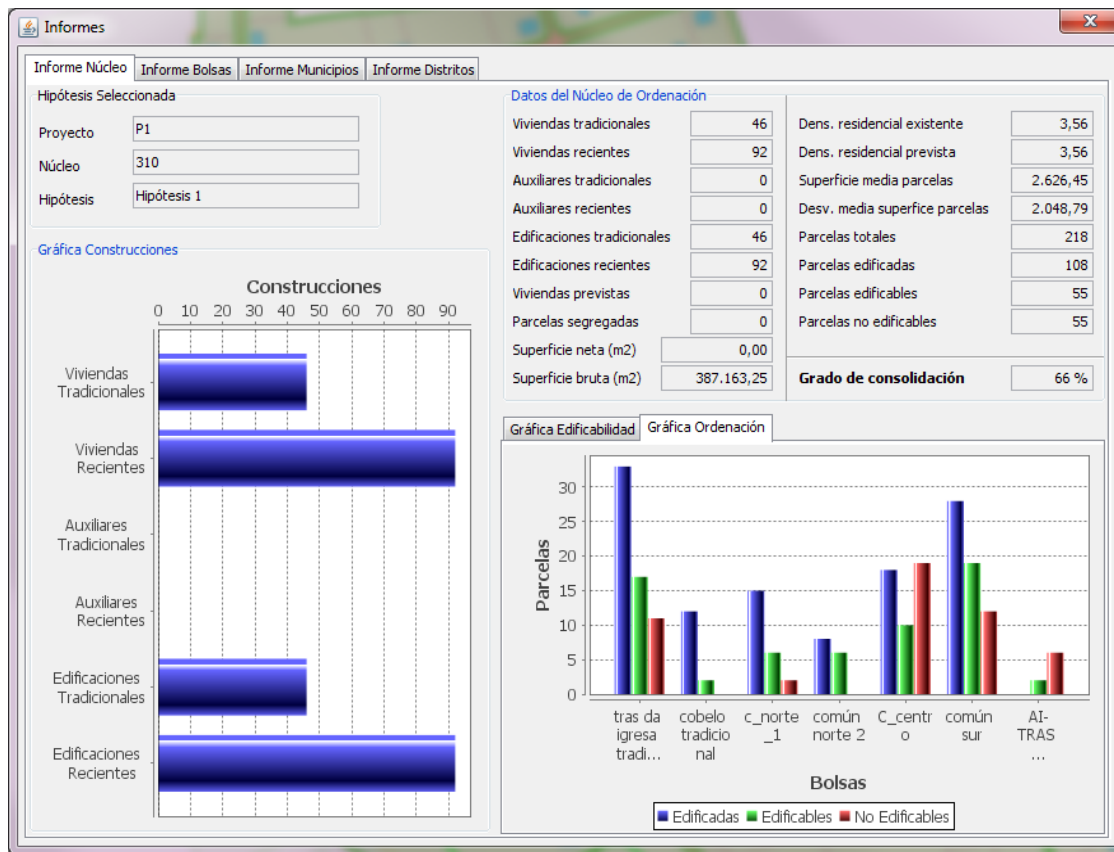 Informes
Informe Núcleo Informe Bolsas Informe Municipios Informe Distritos
Hipótesis Seleccionada
Proyecto P1
Núcleo 310
Hipótesis Hipótesis 1
Datos del Núcleo de Ordenación
Viviendas tradicionales 46
Viviendas recientes 92
Auxiliares tradicionales 0
Auxiliares recientes 0
Edificaciones tradicionales 46
Edificaciones recientes 92
Viviendas previstas 0
Parcelas segregadas 0
Superficie neta (m2) 0,00
Superficie bruta (m2) 387.163,25
Dens. residencial existente 3,56
Dens. residencial prevista 3,56
Superficie media parcelas 2.626,45
Desv. media superfice parcelas 2.048,79
Parcelas totales 218
Parcelas edificadas 108
Parcelas edificables 55
Parcelas no edificables 55
Grado de consolidación 66 %
Gráfica Construcciones
Construcciones
0 10 20 30 40 50 60 70 80 90
Viviendas
Tradicionales
Viviendas
Recientes
Auxiliares
Tradicionales
Auxiliares
Recientes
Edificaciones
Tradicionales
Edificaciones
Recientes
Gráfica Edificabilidad Gráfica Ordenación
Parcelas
30
25
20
15
10
5
0
tras da
igresa
tradi...
cobelo
tradicio
nal
c_norte
_1
común
norte 2
C_centr
o
común
sur
AI-
TRAS
...
Bolsas
Edificadas Edificables No Edificables